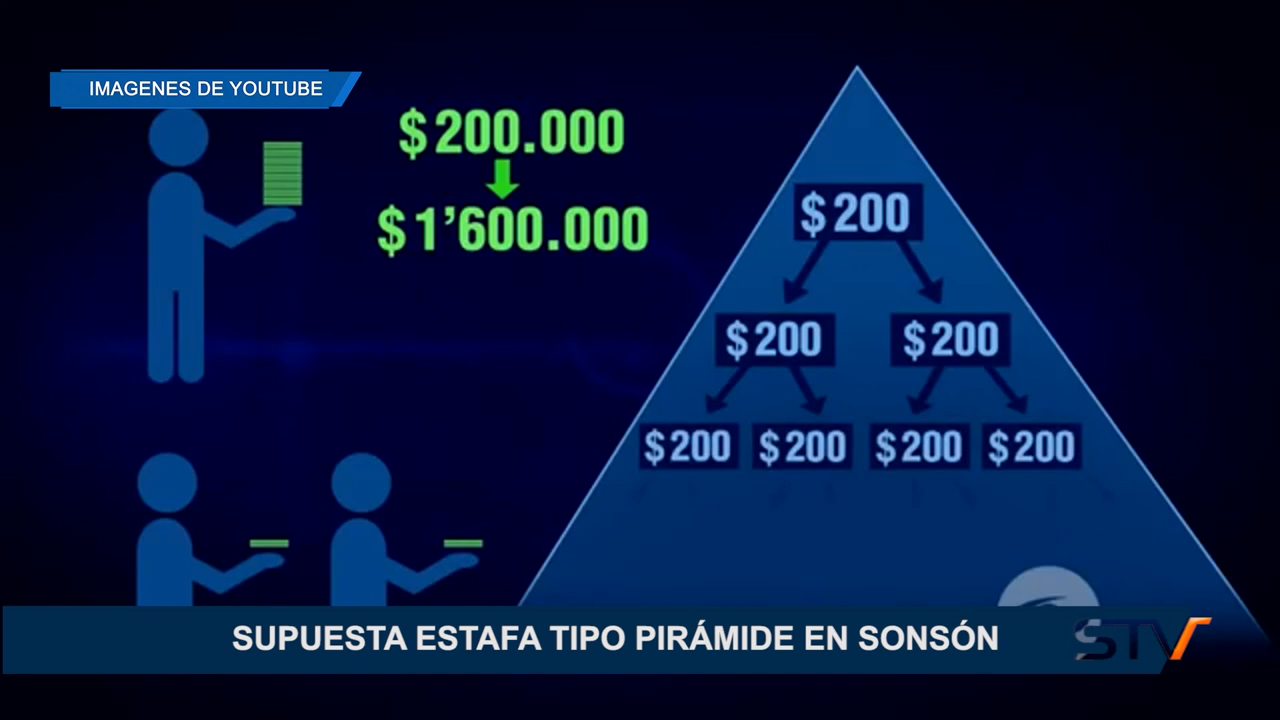 IMAGENES DE YOUTUBE
$200.000
$1’600.000
$200
$200 $200
$200 $200 $200 $200
SUPUESTA ESTAFA TIPO PIRÁMIDE EN SONSÓN
STV